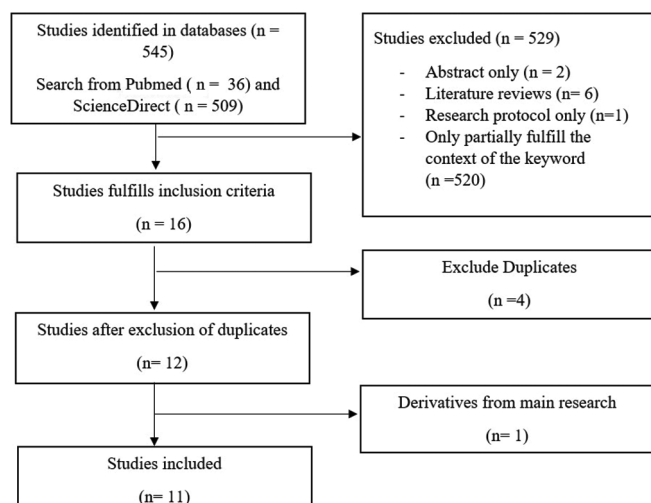 Studies identified in databases (n =
545)
Search from Pubmed ( n = 36) and
ScienceDirect ( n = 509)
Studies excluded (n = 529)
- Abstract only (n = 2)
- Literature reviews (n= 6)
- Research protocol only (n=1)
- Only partially fulfill the
context of the keyword
(n =520)
Studies fulfills inclusion criteria
(n = 16)
Exclude Duplicates
(n =4)
Studies after exclusion of duplicates
(n= 12)
Derivatives from main research
(n= 1)
Studies included
(n= 11)